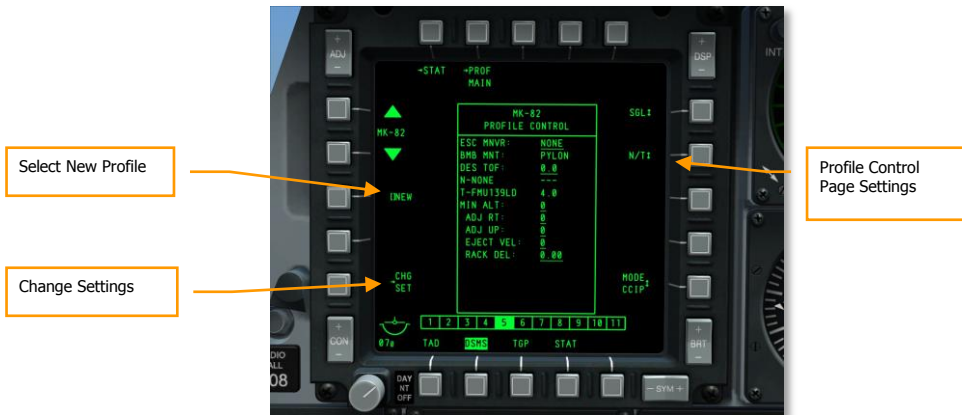 Select New Profile
Change Settings
Profile Control
Page Settings
ADJ
DSP
INT
→STAT
→PROF
MAIN
MK-82
SGL↕
N/T↕
[]NEW
→CHG
SET
MODE↕
CCIP
MK-82
PROFILE CONTROL
ESC MNVR: NONE
BMB MNT: PYLON
DES TOF: 0.0
N-NONE ---
T-FMU139LD 4.0
MIN ALT: 0
ADJ RT: 0
ADJ UP: 0
EJECT VEL: 0
RACK DEL: 0.00
1 2 3 4 5 6 7 8 9 10 11
TAD DSMS TGP STAT
CON
BRT
DAY
NT
OFF
- SYM +
08